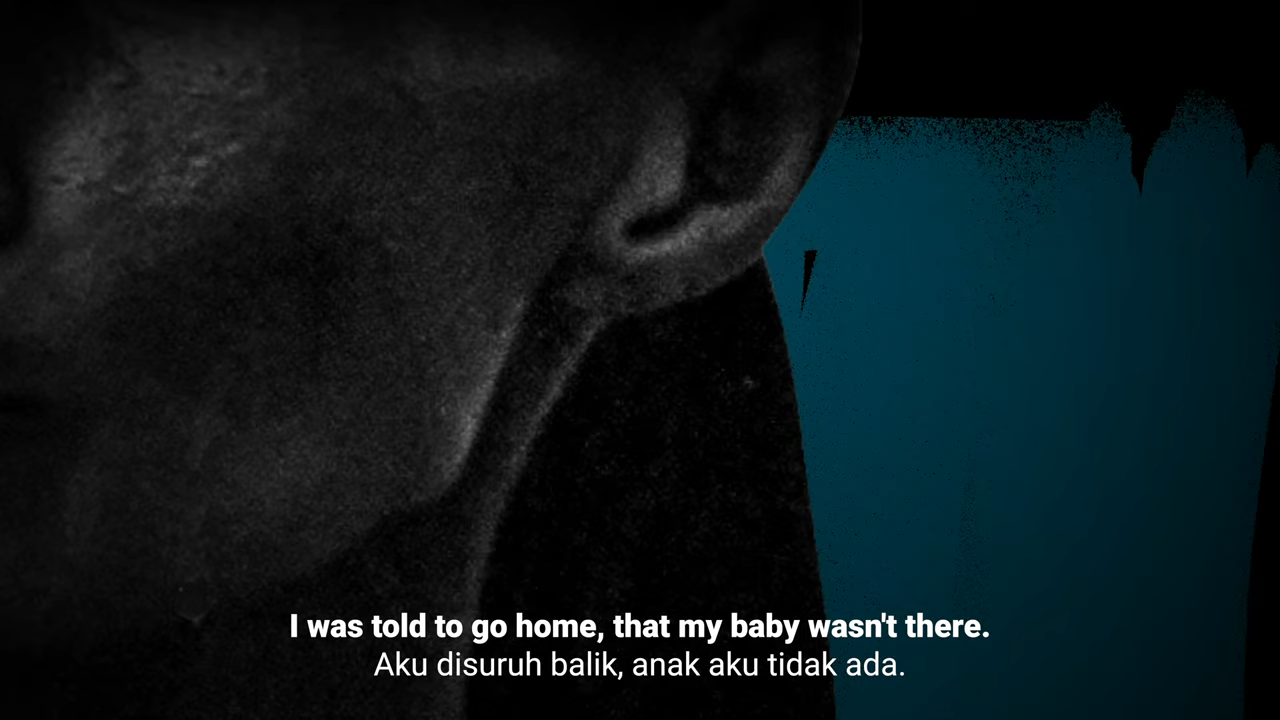 I was told to go home, that my baby wasn't there.
Aku disuruh balik, anak aku tidak ada.